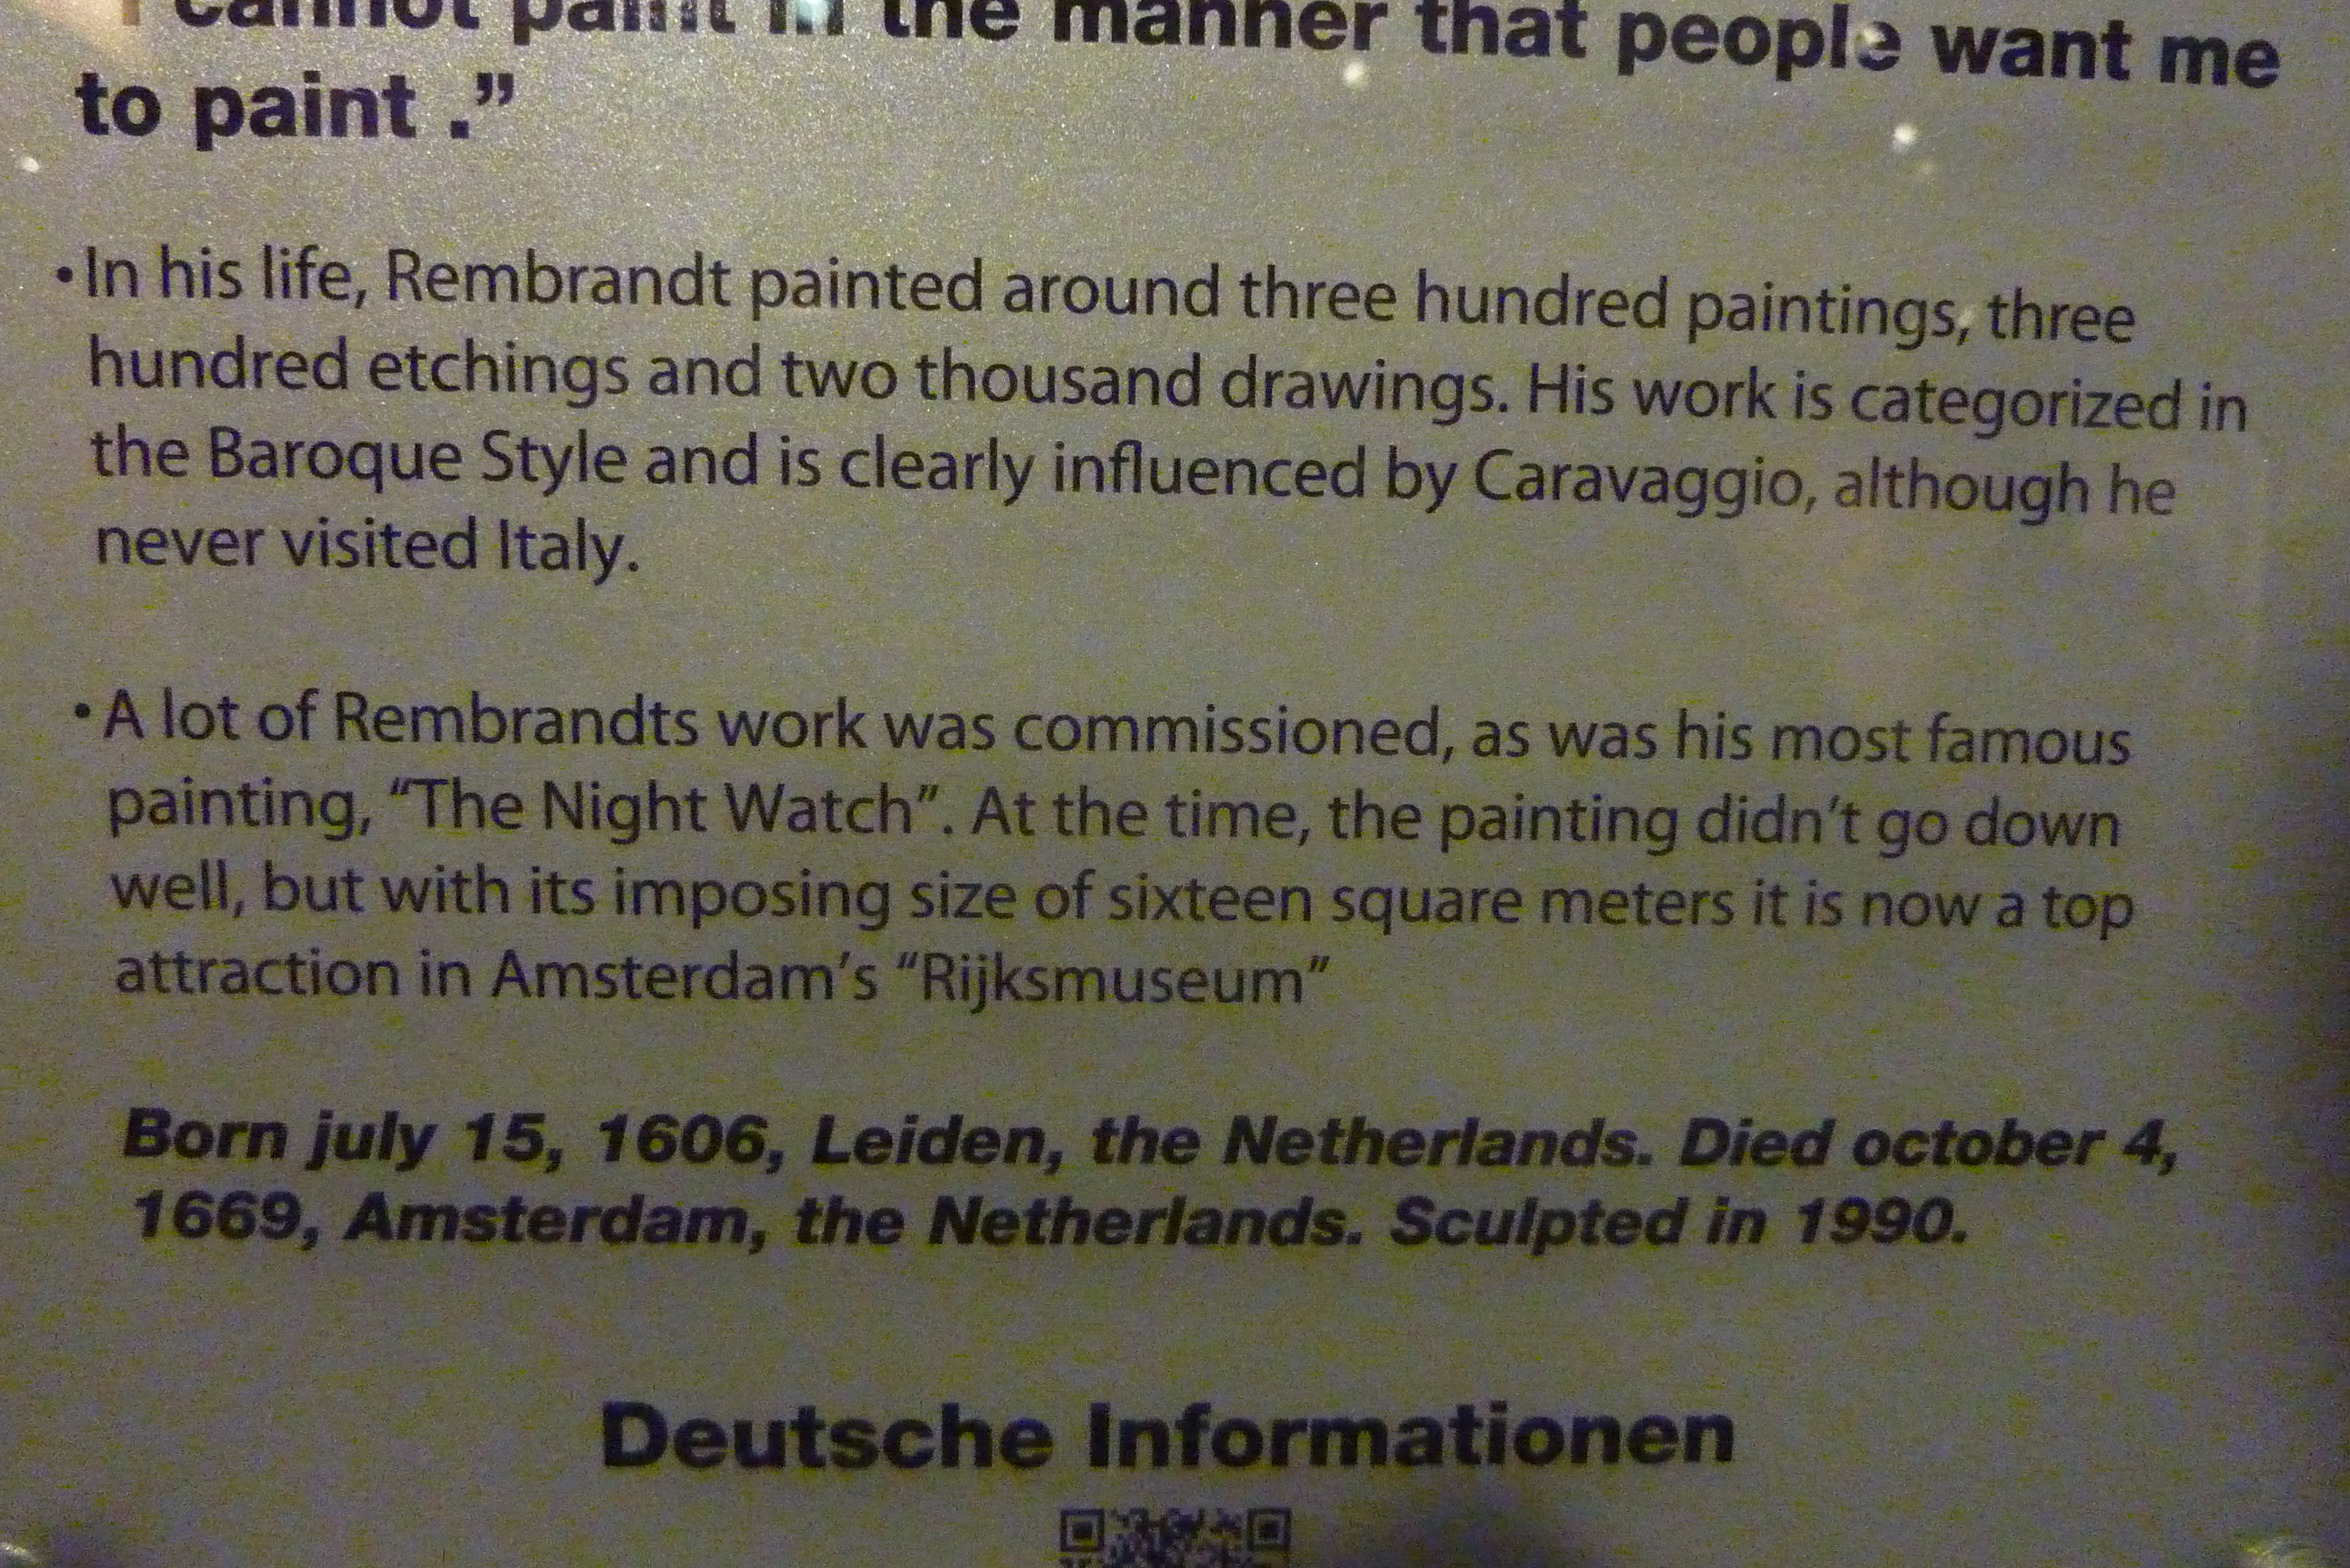 "I cannot paint in the manner that people want me
to paint ."
•In his life, Rembrandt painted around three hundred paintings, three
hundred etchings and two thousand drawings. His work is categorized in
the Baroque Style and is clearly influenced by Caravaggio, although he
never visited Italy.
•A lot of Rembrandts work was commissioned, as was his most famous
painting, "The Night Watch". At the time, the painting didn't go down
well, but with its imposing size of sixteen square meters it is now a top
attraction in Amsterdam's "Rijksmuseum"
Born july 15, 1606, Leiden, the Netherlands. Died october 4,
1669, Amsterdam, the Netherlands. Sculpted in 1990.
Deutsche Informationen